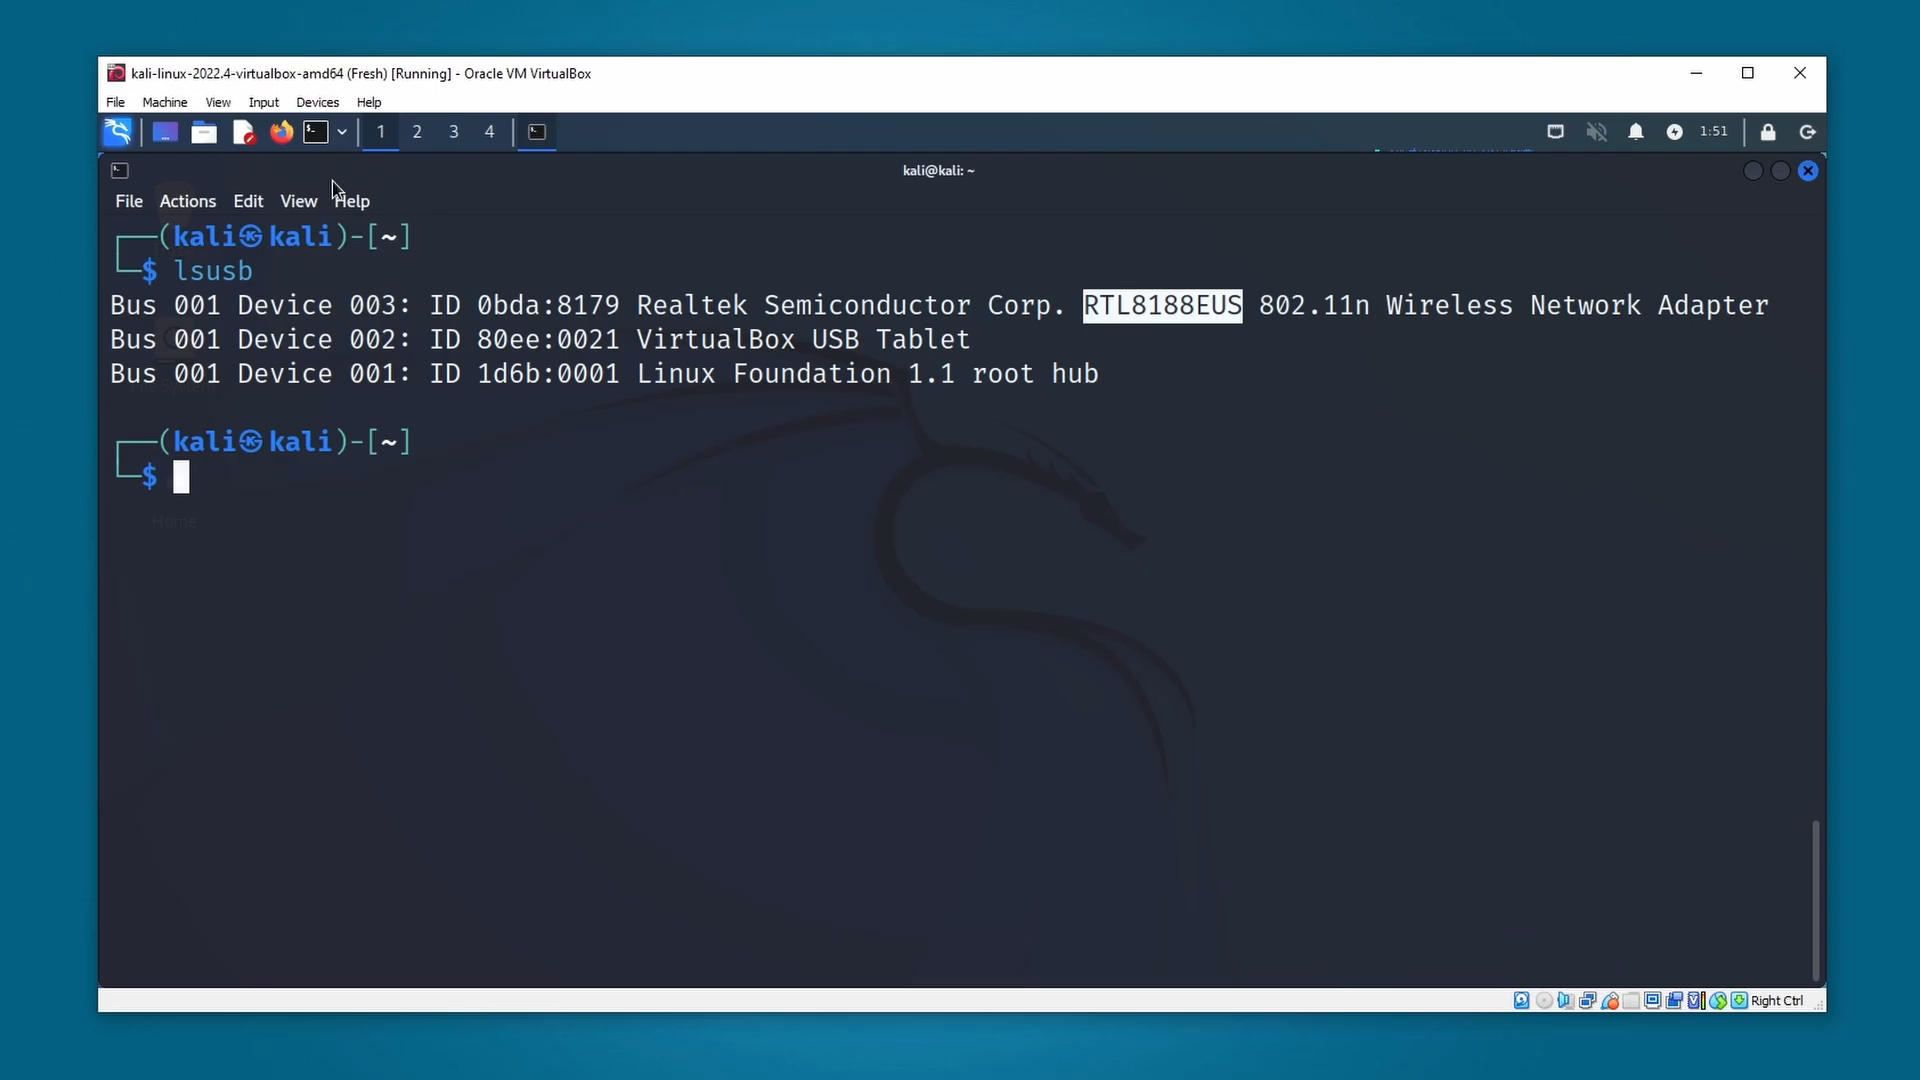 kali-linux-2022.4-virtualbox-amd64 (Fresh) [Running] - Oracle VM VirtualBox
File Machine View Input Devices Help
1 2 3 4 1:51
kali@kali: ~
File Actions Edit View Help
┌──(kali㉿kali)-[~]
└─$ lsusb
Bus 001 Device 003: ID 0bda:8179 Realtek Semiconductor Corp. RTL8188EUS 802.11n Wireless Network Adapter
Bus 001 Device 002: ID 80ee:0021 VirtualBox USB Tablet
Bus 001 Device 001: ID 1d6b:0001 Linux Foundation 1.1 root hub
┌──(kali㉿kali)-[~]
└─$
Home
Right Ctrl